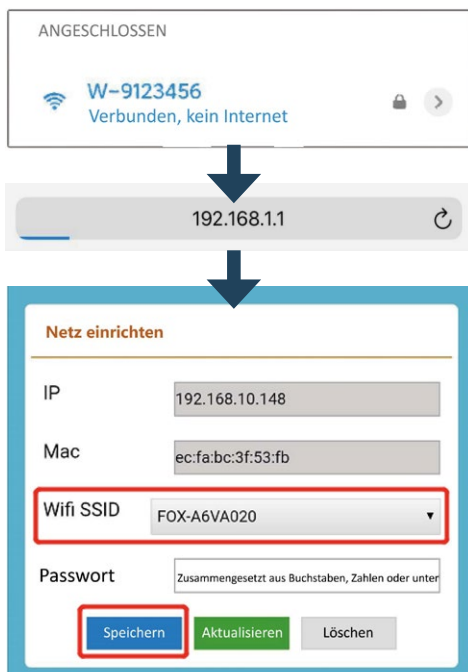 ANGESCHLOSSEN
W-9123456
Verbunden, kein Internet
192.168.1.1
Netz einrichten
IP 192.168.10.148
Mac ec:fa:bc:3f:53:fb
Wifi SSID FOX-A6VA020
Passwort Zusammengesetzt aus Buchstaben, Zahlen oder unter
Speichern Aktualisieren Löschen